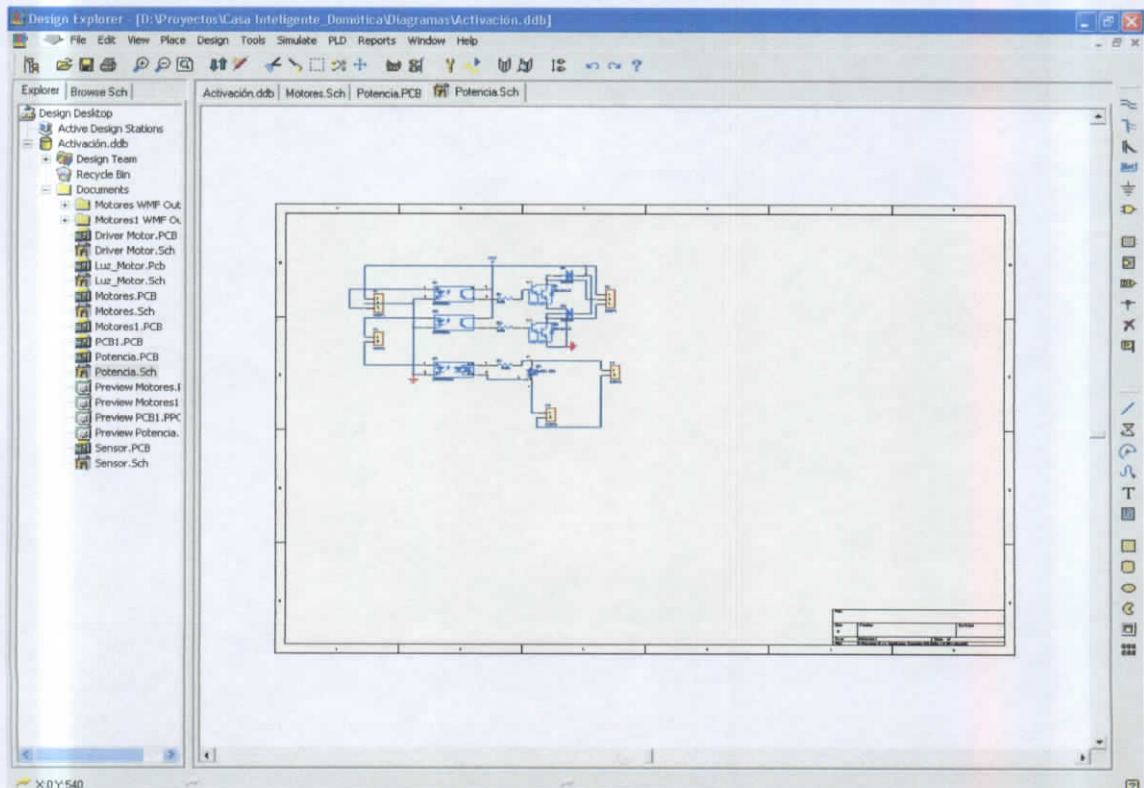 Design Explorer - [D:\Proyectos\Casa Inteligente_Domótica\Diagramas\Activación.ddb]
File Edit View Place Design Tools Simulate PLD Reports Window Help
Explorer Browse Sch
Activación.ddb Motores.Sch Potencia.PCB Potencia.Sch
Design Desktop
Active Design Stations
Activación.ddb
Design Team
Recycle Bin
Documents
Motores WMF Out
Motores1 WMF Ou
Driver Motor.PCB
Driver Motor.Sch
Luz_Motor.Pcb
Luz_Motor.Sch
Motores.PCB
Motores.Sch
Motores1.PCB
PCB1.PCB
Potencia.PCB
Potencia.Sch
Preview Motores.
Preview Motores1
Preview PCB1.PPC
Preview Potencia.
Sensor.PCB
Sensor.Sch
X:0 Y:540